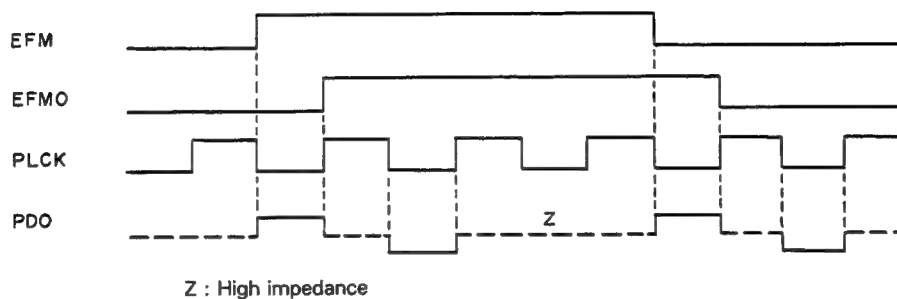 EFM
EFMO
PLCK
PDO
Z
Z : High impedance